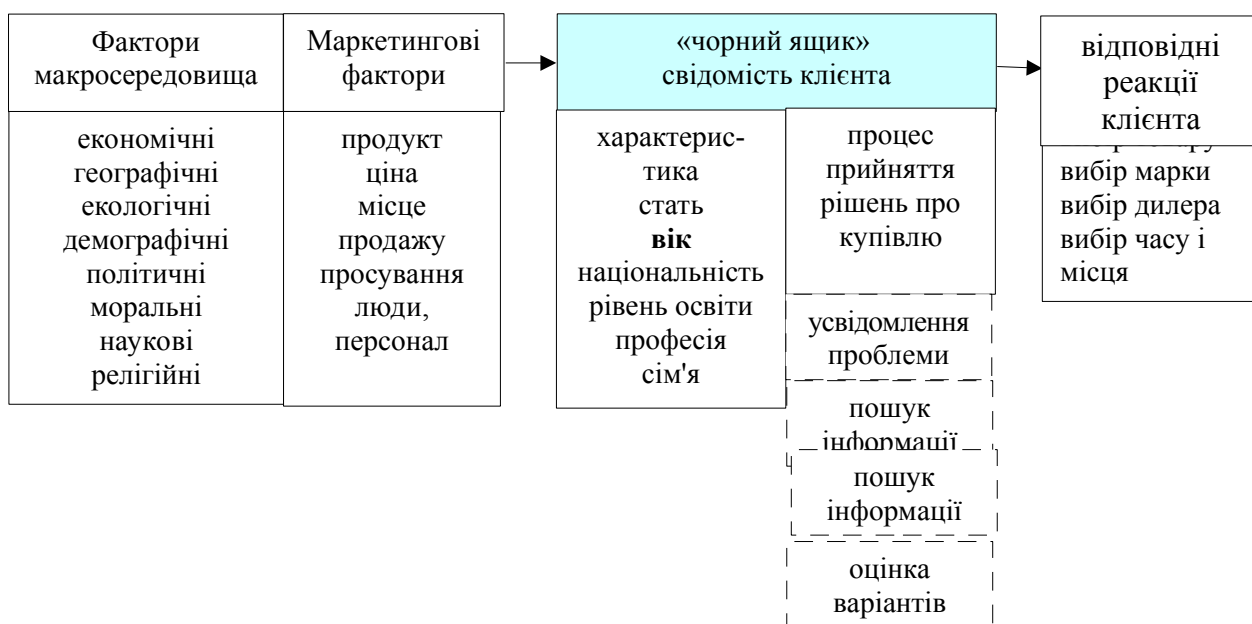 Фактори
макросередовища
економічні
географічні
екологічні
демографічні
політичні
моральні
наукові
релігійні
Маркетингові
фактори
продукт
ціна
місце
продажу
просування
люди,
персонал
«чорний ящик»
свідомість клієнта
характерис-
тика
стать
вік
національність
рівень освіти
професія
сім'я
процес
прийняття
рішень про
купівлю
усвідомлення
проблеми
пошук
інформації
пошук
інформації
оцінка
варіантів
відповідні
реакції
клієнта
вибір марки
вибір дилера
вибір часу і
місця